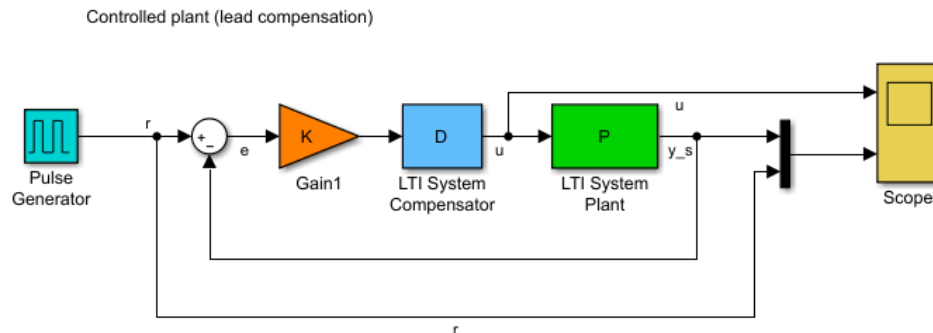 Controlled plant (lead compensation)
r
+
−
e
K
Gain1
D
u
LTI System
Compensator
P
LTI System
Plant
u
y_s
Pulse
Generator
Scope
r